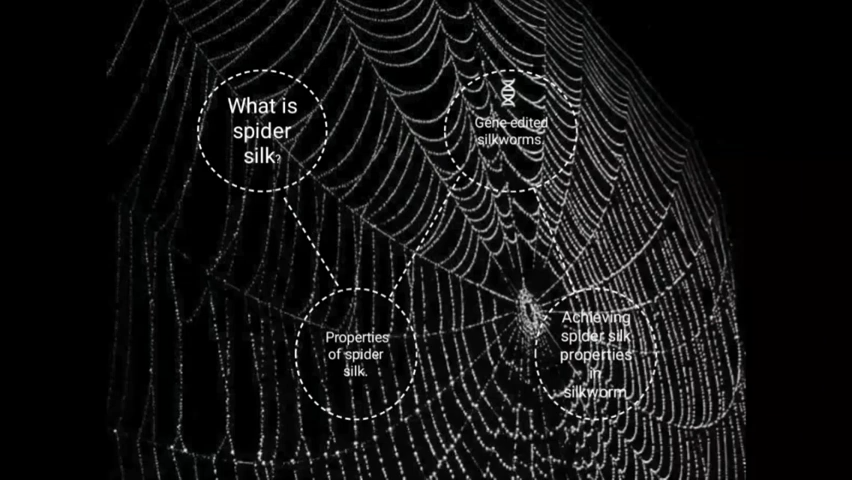 What is
spider
silk?
Gene-edited
silkworms.
Properties
of spider
silk.
Achieving
spider silk
properties
in
silkworm